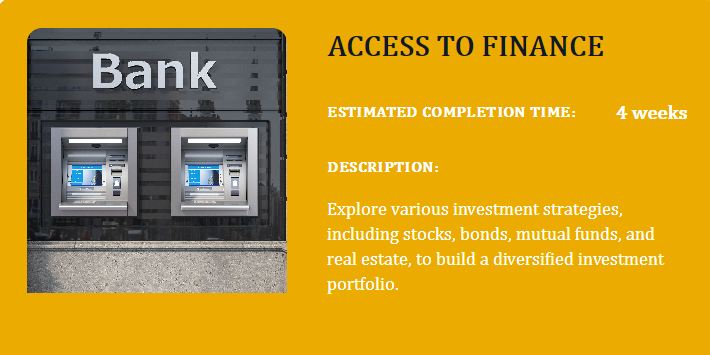 Bank
ACCESS TO FINANCE
ESTIMATED COMPLETION TIME: 4 weeks
DESCRIPTION:
Explore various investment strategies,
including stocks, bonds, mutual funds, and
real estate, to build a diversified investment
portfolio.